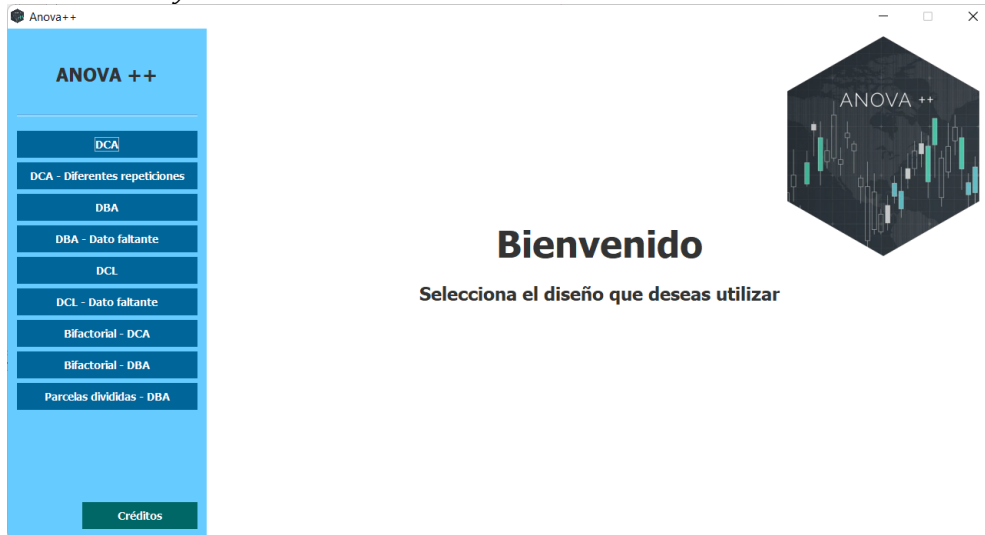 Anova++
ANOVA ++
DCA
DCA - Diferentes repeticiones
DBA
DBA - Dato faltante
DCL
DCL - Dato faltante
Bifactorial - DCA
Bifactorial - DBA
Parcelas divididas - DBA
Créditos
ANOVA ++
Bienvenido
Selecciona el diseño que deseas utilizar